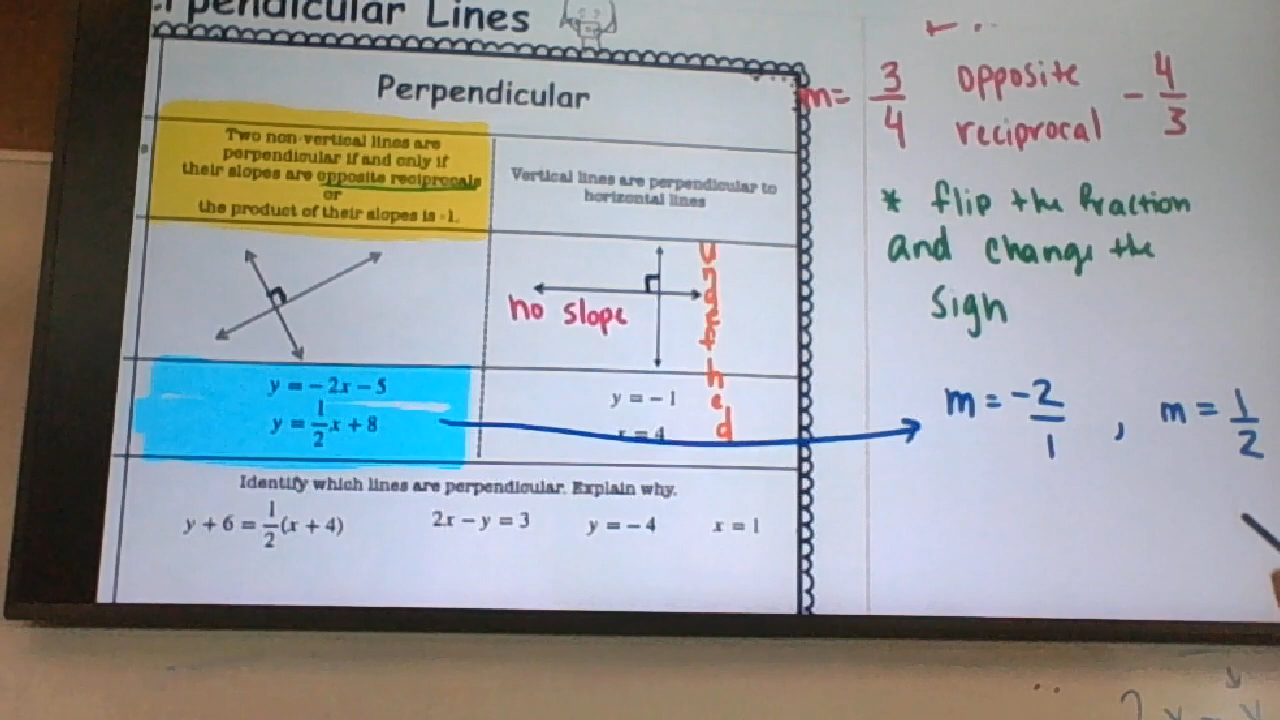 rpendicular Lines
Perpendicular
Two non-vertical lines are
perpendicular if and only if
their slopes are opposite reciprocals
or
the product of their slopes is -1.
Vertical lines are perpendicular to
horizontal lines
no slope
undefined
y = -2x - 5
y = 1/2 x + 8
y = -1
x = 4
Identify which lines are perpendicular. Explain why.
y + 6 = 1/2 (x + 4)
2x - y = 3
y = -4
x = 1
m = 3/4 opposite reciprocal - 4/3
* flip the fraction
and change the
sign
m = -2/1 , m = 1/2